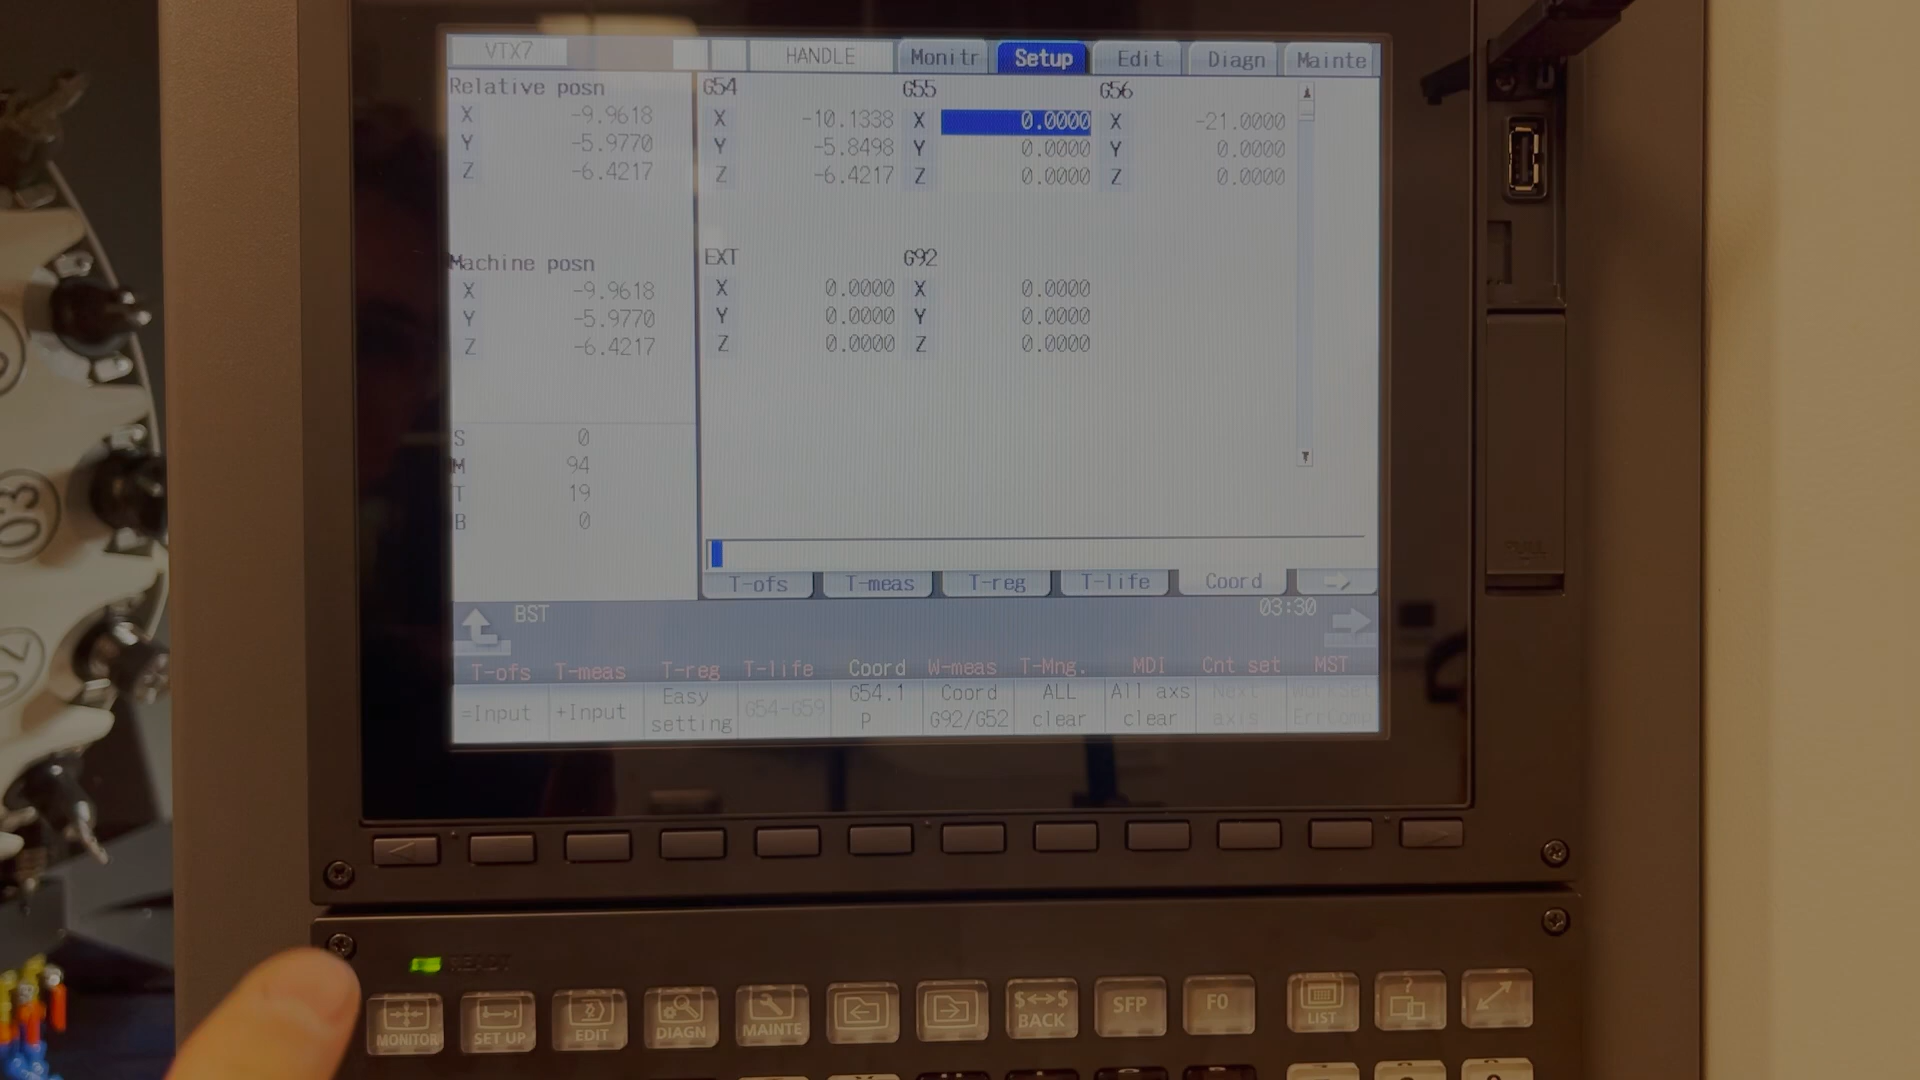 VTX7 HANDLE Monitr Setup Edit Diagn Mainte
Relative posn G54 G55 G56
X -9.9618 X -10.1338 X 0.0000 X -21.0000
Y -5.9770 Y -5.8498 Y 0.0000 Y 0.0000
Z -6.4217 Z -6.4217 Z 0.0000 Z 0.0000
Machine posn EXT G92
X -9.9618 X 0.0000 X 0.0000
Y -5.9770 Y 0.0000 Y 0.0000
Z -6.4217 Z 0.0000 Z 0.0000
S 0
M 94
T 19
B 0
T-ofs T-meas T-reg T-life Coord
BST 03:30
T-ofs T-meas T-reg T-life Coord W-meas T-Mng. MDI Cnt set MST
=Input +Input Easy setting G54-G59 G54.1 P Coord G92/G52 ALL clear All axs clear Next axis
READY
MONITOR SET UP EDIT DIAGN MAINTE $↔$ BACK SFP F0 LIST ?
03
02